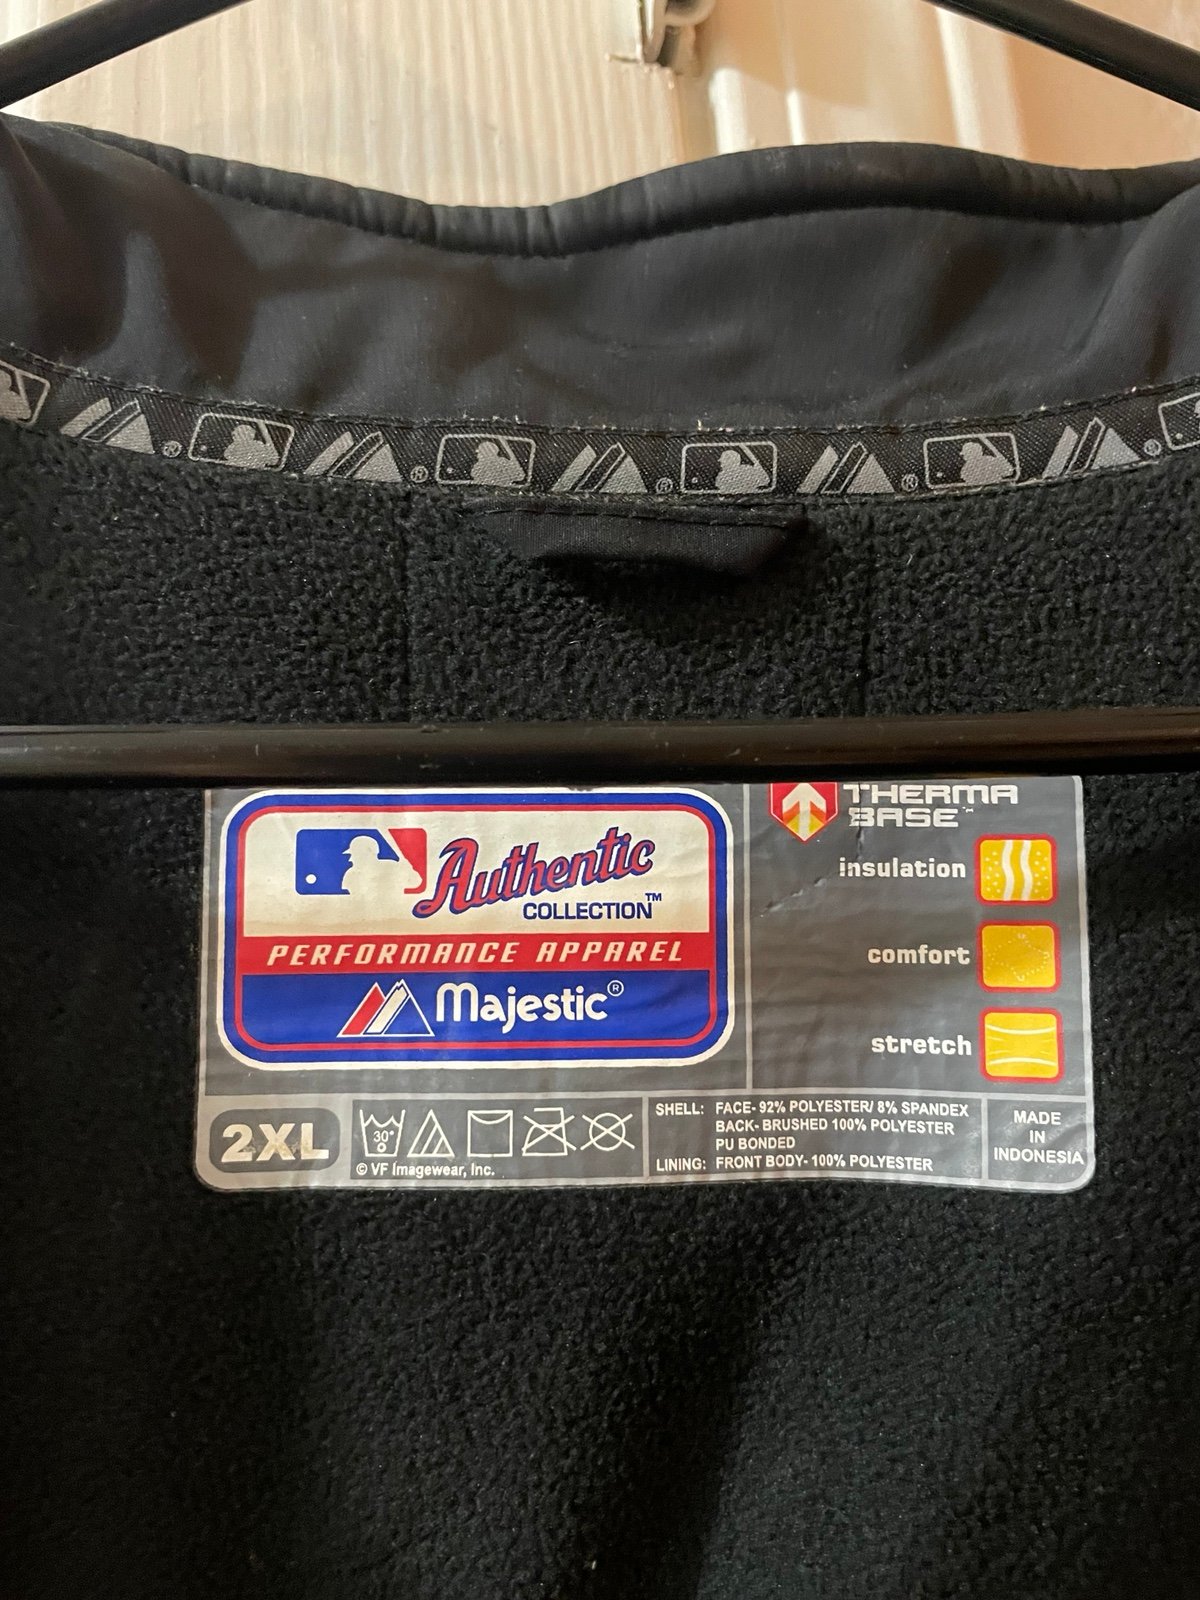 THERMA
BASE™
Authentic
COLLECTION™
PERFORMANCE APPAREL
Majestic®
insulation
comfort
stretch
2XL
30°
© VF Imagewear, Inc.
SHELL: FACE- 92% POLYESTER/ 8% SPANDEX
BACK- BRUSHED 100% POLYESTER
PU BONDED
LINING: FRONT BODY- 100% POLYESTER
MADE
IN
INDONESIA